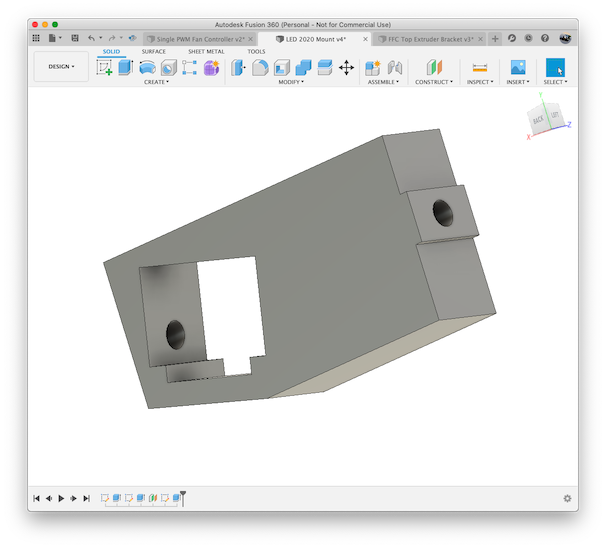 Autodesk Fusion 360 (Personal - Not for Commercial Use)
Single PWM Fan Controller v2*
LED 2020 Mount v4*
FFC Top Extruder Bracket v3*
SOLID
SURFACE
SHEET METAL
TOOLS
DESIGN
CREATE
MODIFY
ASSEMBLE
CONSTRUCT
INSPECT
INSERT
SELECT
Y
BACK
LEFT
Z
X